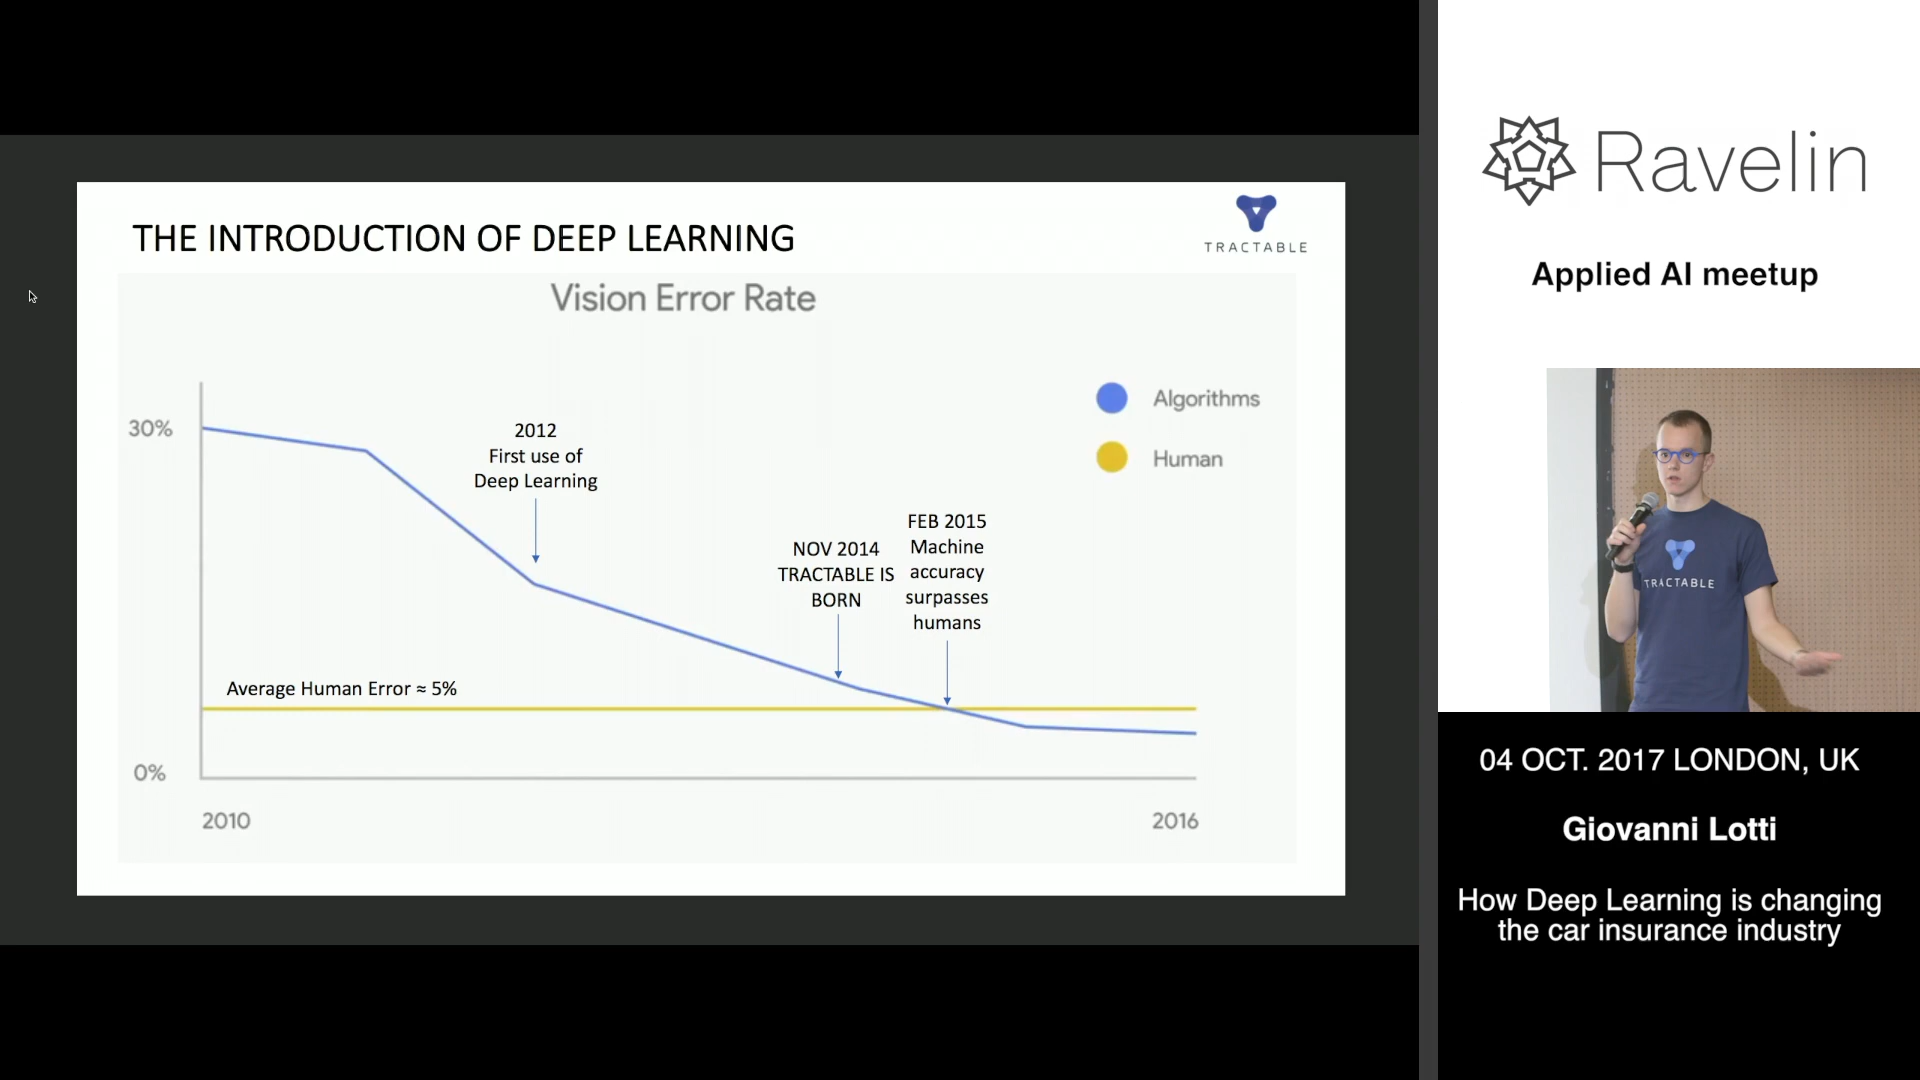 THE INTRODUCTION OF DEEP LEARNING
TRACTABLE
Vision Error Rate
30%
0%
2010
2016
Algorithms
Human
2012
First use of
Deep Learning
NOV 2014
TRACTABLE IS
BORN
FEB 2015
Machine
accuracy
surpasses
humans
Average Human Error ≈ 5%
Ravelin
Applied AI meetup
TRACTABLE
04 OCT. 2017 LONDON, UK
Giovanni Lotti
How Deep Learning is changing
the car insurance industry